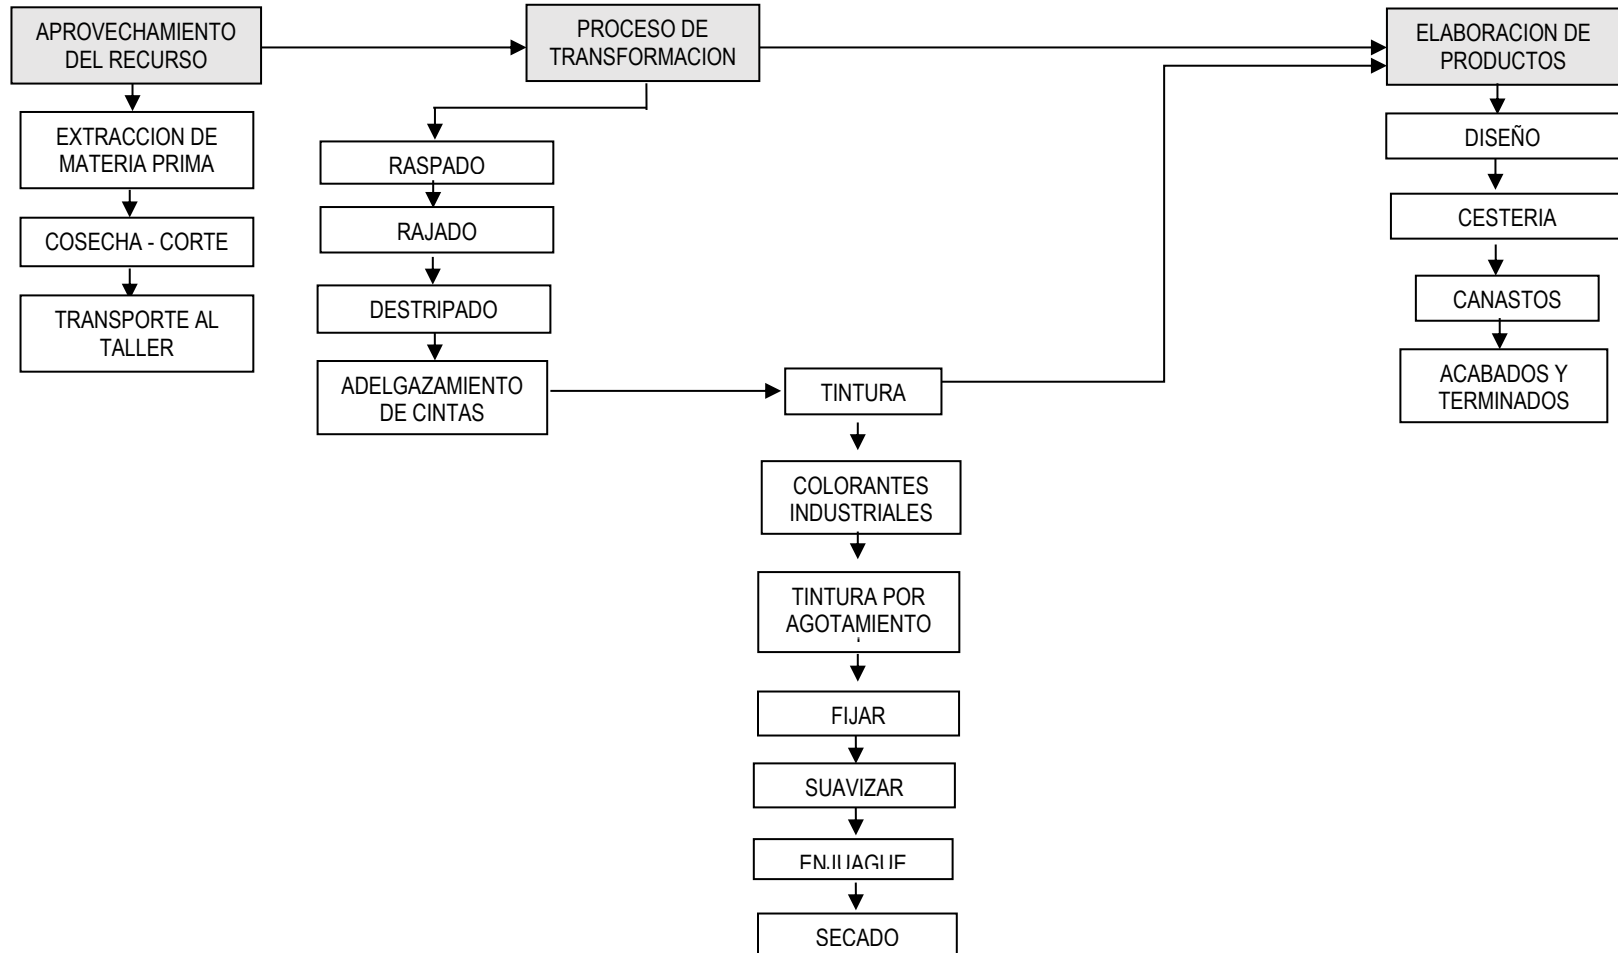 APROVECHAMIENTO
DEL RECURSO
PROCESO DE
TRANSFORMACION
ELABORACION DE
PRODUCTOS
EXTRACCION DE
MATERIA PRIMA
COSECHA - CORTE
TRANSPORTE AL
TALLER
RASPADO
RAJADO
DESTRIPADO
ADELGAZAMIENTO
DE CINTAS
TINTURA
COLORANTES
INDUSTRIALES
TINTURA POR
AGOTAMIENTO
FIJAR
SUAVIZAR
ENJUAGUE
SECADO
DISEÑO
CESTERIA
CANASTOS
ACABADOS Y
TERMINADOS